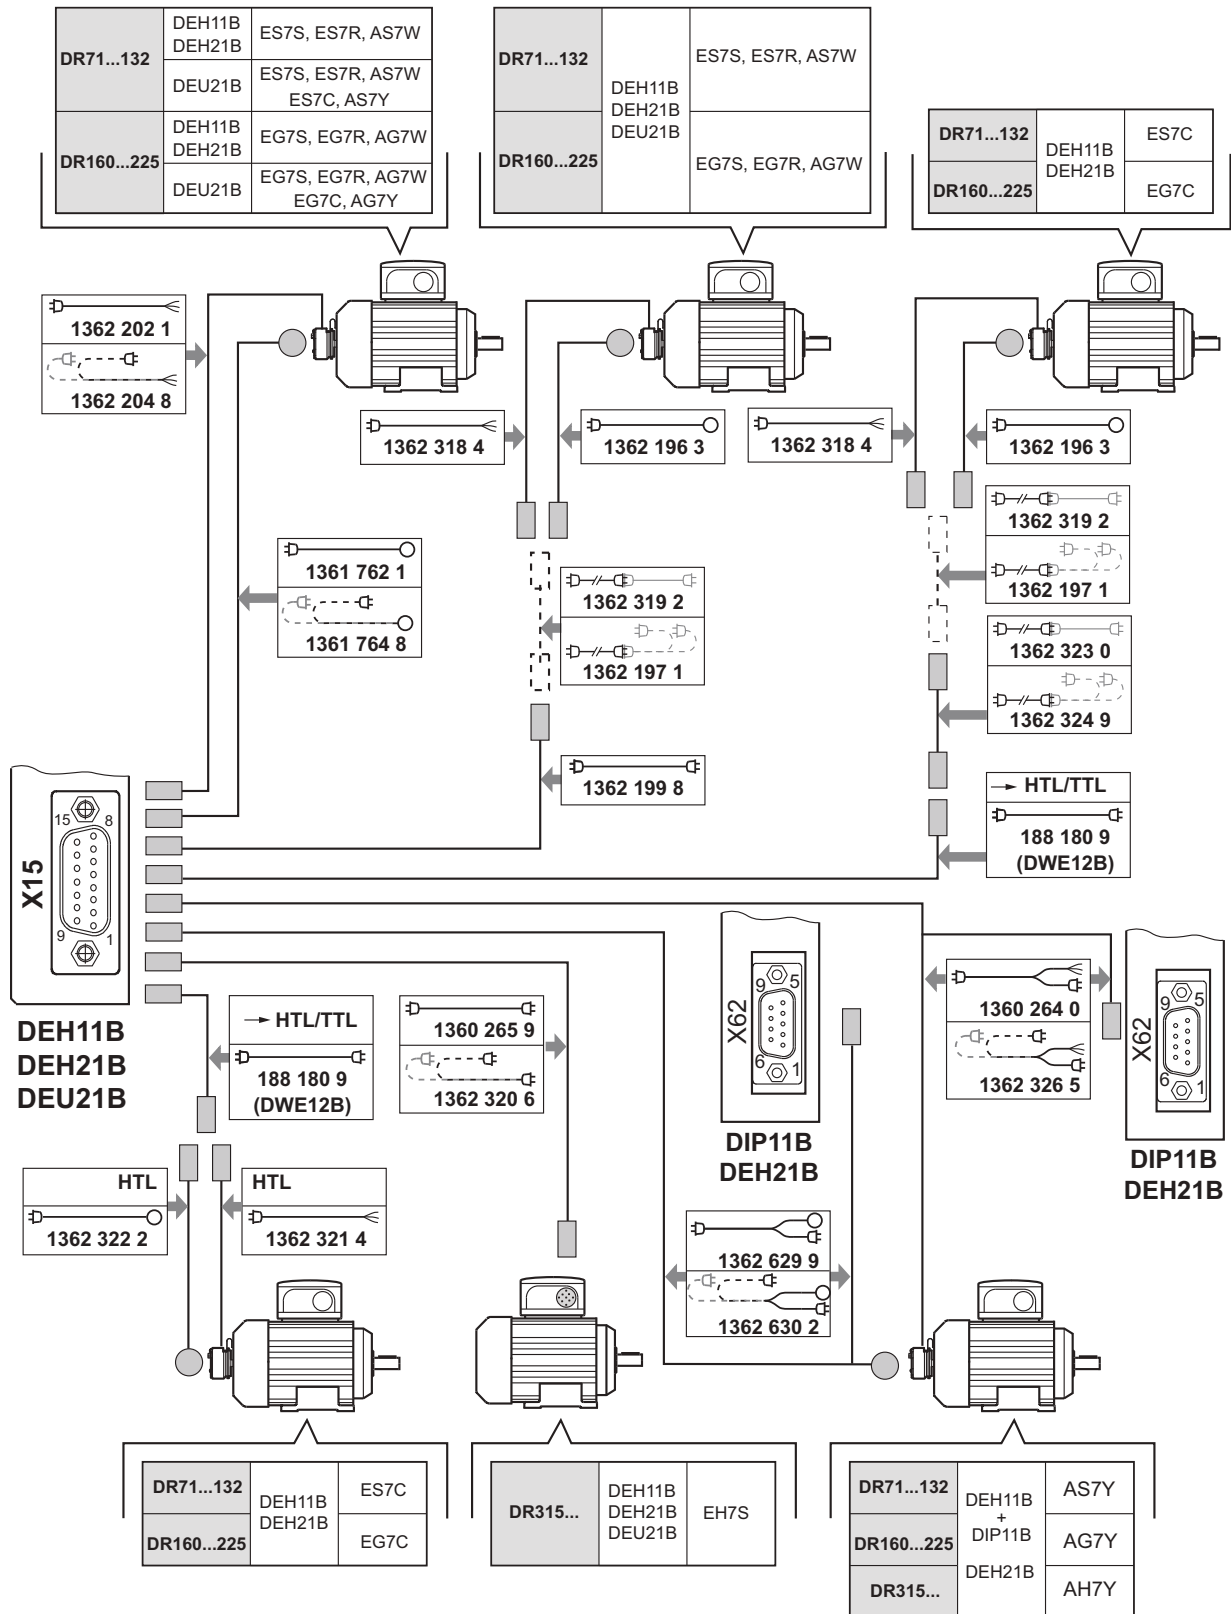 DR71...132
DEH11B
DEH21B
ES7S, ES7R, AS7W
DEU21B
ES7S, ES7R, AS7W
ES7C, AS7Y
DR160...225
DEH11B
DEH21B
EG7S, EG7R, AG7W
DEU21B
EG7S, EG7R, AG7W
EG7C, AG7Y
DR71...132
DR160...225
DEH11B
DEH21B
DEU21B
ES7S, ES7R, AS7W
EG7S, EG7R, AG7W
DR71...132
DR160...225
DEH11B
DEH21B
ES7C
EG7C
1362 202 1
1362 204 8
1362 318 4
1362 196 3
1362 318 4
1362 196 3
1361 762 1
1361 764 8
1362 319 2
1362 197 1
1362 319 2
1362 197 1
1362 323 0
1362 324 9
1362 199 8
HTL/TTL
188 180 9
(DWE12B)
X15
15
8
9
1
DEH11B
DEH21B
DEU21B
HTL/TTL
188 180 9
(DWE12B)
1360 265 9
1362 320 6
X62
9
5
6
1
DIP11B
DEH21B
1360 264 0
1362 326 5
X62
9
5
6
1
DIP11B
DEH21B
HTL
1362 322 2
HTL
1362 321 4
1362 629 9
1362 630 2
DR71...132
DR160...225
DEH11B
DEH21B
ES7C
EG7C
DR315...
DEH11B
DEH21B
DEU21B
EH7S
DR71...132
DR160...225
DR315...
DEH11B
+
DIP11B
DEH21B
AS7Y
AG7Y
AH7Y